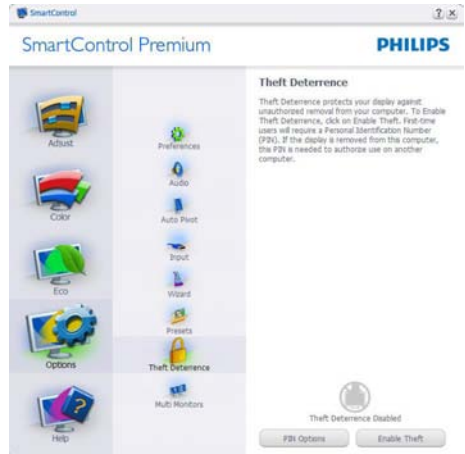 SmartControl
SmartControl Premium
PHILIPS
Adjust
Color
Eco
Options
Help
Preferences
Audio
Auto Pivot
Input
Wizard
Presets
Theft Deterrence
Multi Monitors
Theft Deterrence
Theft Deterrence protects your display against
unauthorized removal from your computer. To Enable
Theft Deterrence, click on Enable Theft. First-time
users will require a Personal Identification Number
(PIN). If the display is removed from this computer,
this PIN is needed to authorize use on another
computer.
Theft Deterrence Disabled
PIN Options
Enable Theft